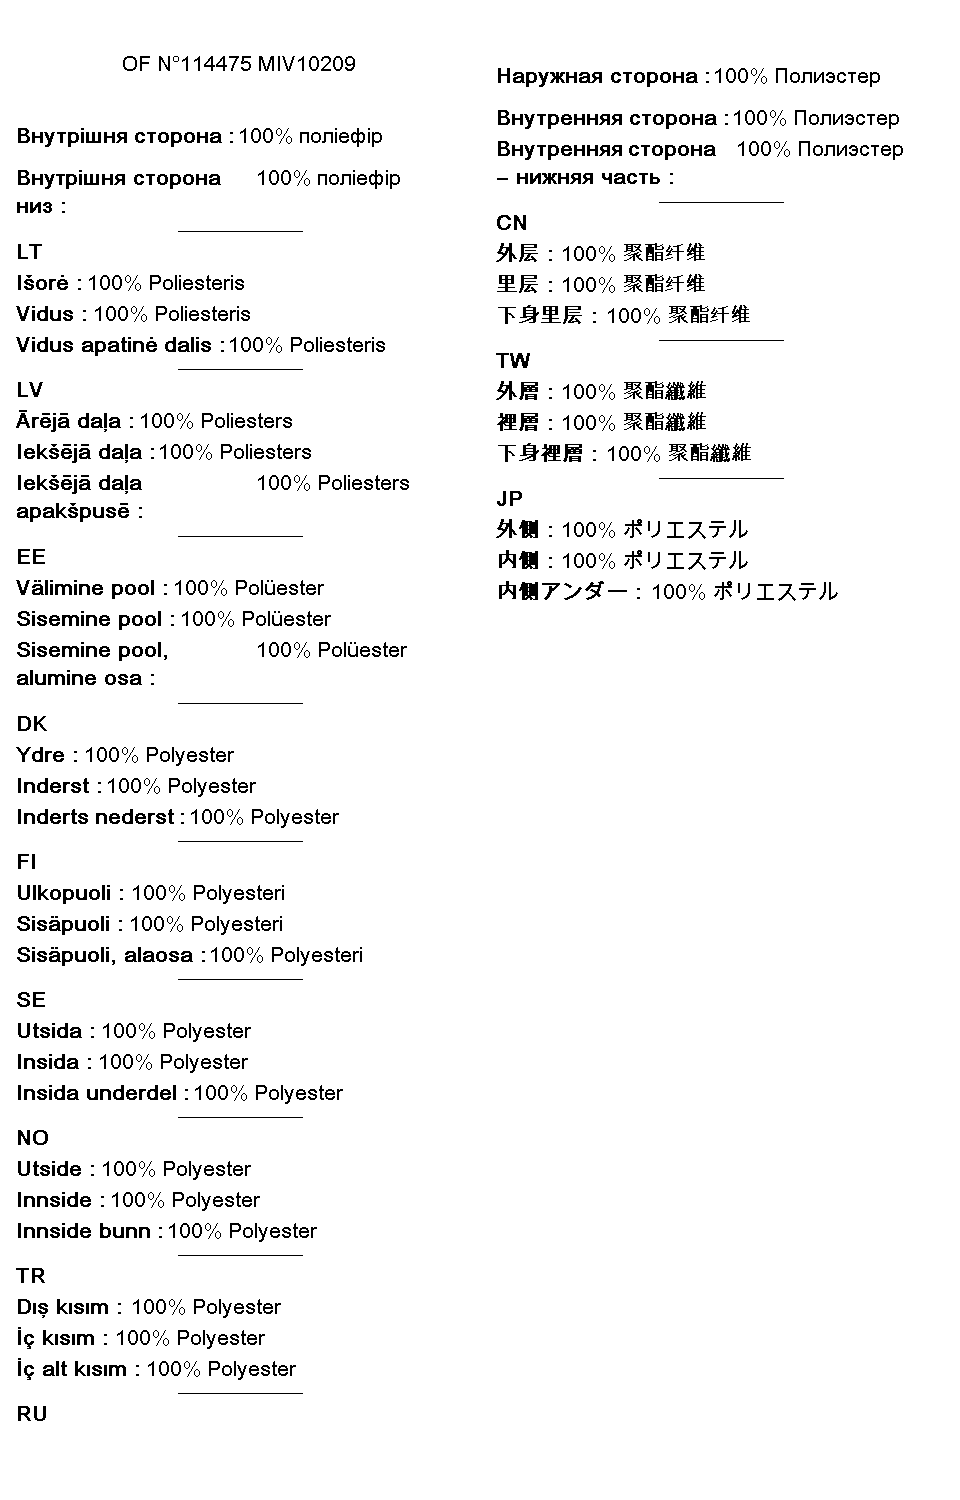 OF N°114475 MIV10209
Внутрішня сторона : 100% поліефір
Внутрішня сторона 100% поліефір
низ :
LT
Išorė : 100% Poliesteris
Vidus : 100% Poliesteris
Vidus apatinė dalis : 100% Poliesteris
LV
Ārējā daļa : 100% Poliesters
Iekšējā daļa : 100% Poliesters
Iekšējā daļa 100% Poliesters
apakšpusē :
EE
Välimine pool : 100% Polüester
Sisemine pool : 100% Polüester
Sisemine pool, 100% Polüester
alumine osa :
DK
Ydre : 100% Polyester
Inderst : 100% Polyester
Inderts nederst : 100% Polyester
FI
Ulkopuoli : 100% Polyesteri
Sisäpuoli : 100% Polyesteri
Sisäpuoli, alaosa : 100% Polyesteri
SE
Utsida : 100% Polyester
Insida : 100% Polyester
Insida underdel : 100% Polyester
NO
Utside : 100% Polyester
Innside : 100% Polyester
Innside bunn : 100% Polyester
TR
Dış kısım : 100% Polyester
İç kısım : 100% Polyester
İç alt kısım : 100% Polyester
RU
Наружная сторона : 100% Полиэстер
Внутренняя сторона : 100% Полиэстер
Внутренняя сторона 100% Полиэстер
– нижняя часть :
CN
外层 : 100% 聚酯纤维
里层 : 100% 聚酯纤维
下身里层 : 100% 聚酯纤维
TW
外層 : 100% 聚酯纖維
裡層 : 100% 聚酯纖維
下身裡層 : 100% 聚酯纖維
JP
外側 : 100% ポリエステル
内側 : 100% ポリエステル
内側アンダー : 100% ポリエステル